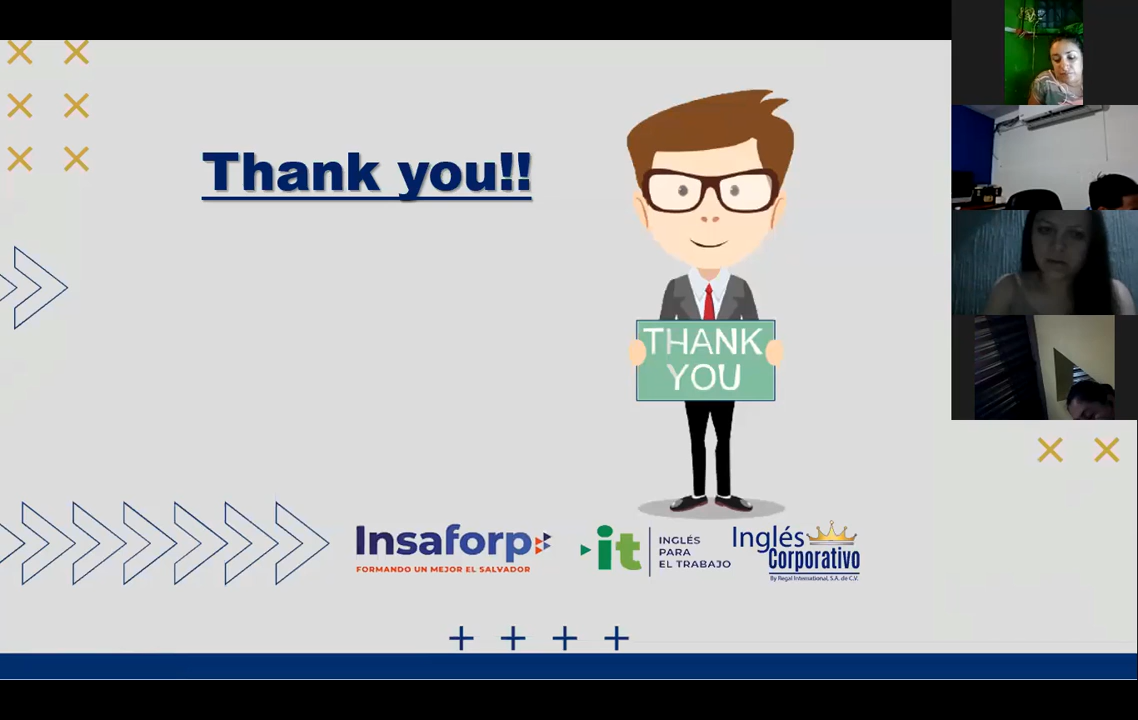 Thank you!!
THANK
YOU
Insaforp
FORMANDO UN MEJOR EL SALVADOR
it
INGLÉS
PARA
EL TRABAJO
Inglés
Corporativo
By Regal International, S.A. de C.V.